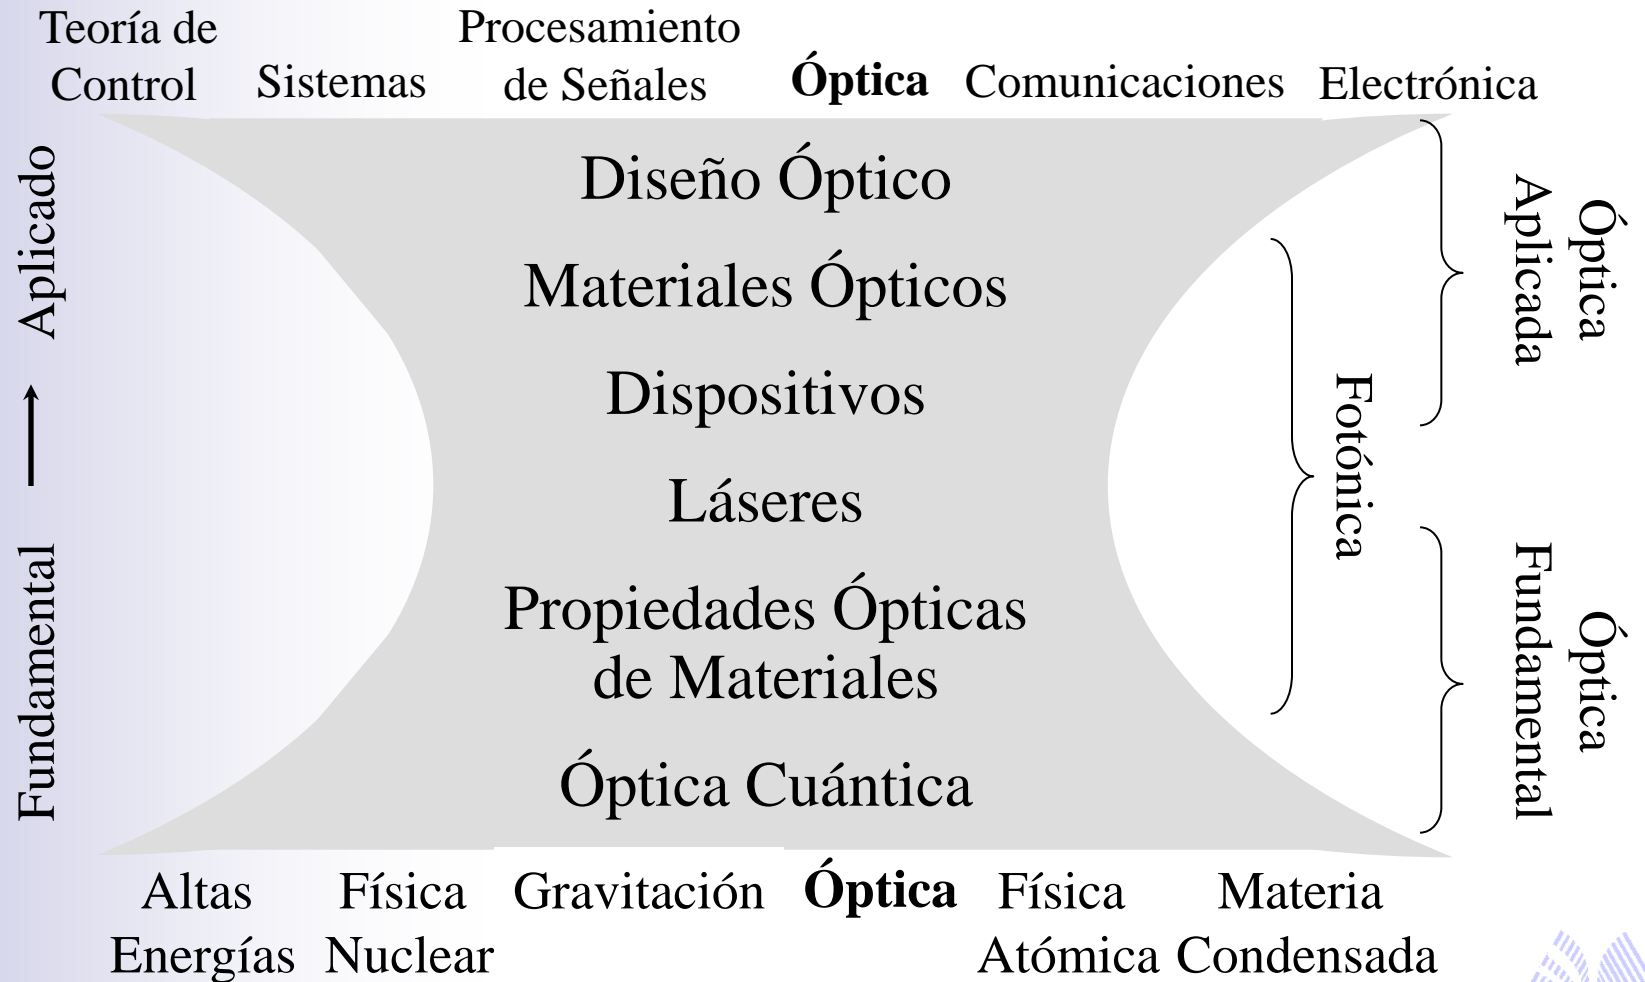 Teoría de
Control
Sistemas
Procesamiento
de Señales
Óptica
Comunicaciones
Electrónica
Aplicado
Fundamental
Diseño Óptico
Materiales Ópticos
Dispositivos
Láseres
Propiedades Ópticas
de Materiales
Óptica Cuántica
Fotónica
Óptica
Aplicada
Óptica
Fundamental
Altas
Energías
Física
Nuclear
Gravitación
Óptica
Física
Atómica
Materia
Condensada